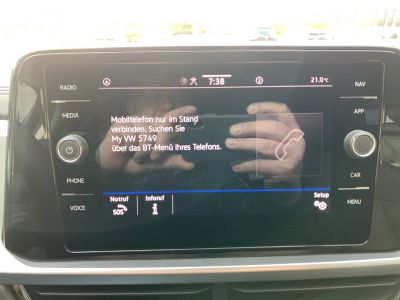 RADIO
MEDIA
PHONE
VOICE
7:38
21.0°C
Mobiltelefon nur im Stand
verbinden. Suchen Sie
My VW 5749
über das BT-Menü Ihres Telefons.
Notruf
SOS
Inforuf
Setup
NAV
APP
CAR
MENU